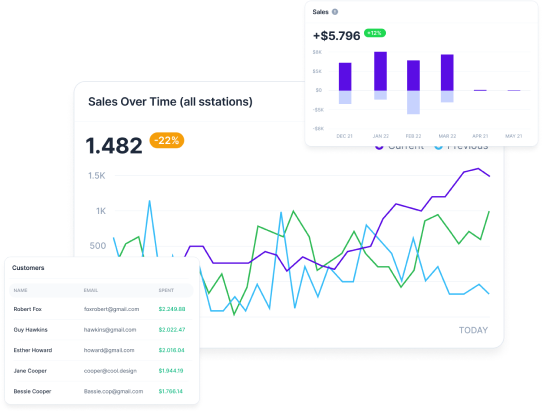 Sales
+$5.796
+12%
$9K
$5K
$0
-$5K
-$8K
DEC 21 JAN 22 FEB 22 MAR 22 APR 21 MAY 21
Sales Over Time (all sstations)
1.482 -22%
Current Previous
1.5K
1K
500
TODAY
Customers
NAME EMAIL SPENT
Robert Fox foxrobert@gmail.com $2,249.88
Guy Hawkins hawkins@gmail.com $2,022.47
Esther Howard howard@gmail.com $2,018.04
Jane Cooper cooper@cool.design $1,844.19
Bessie Cooper Bassie.cop@gmail.com $1,766.14